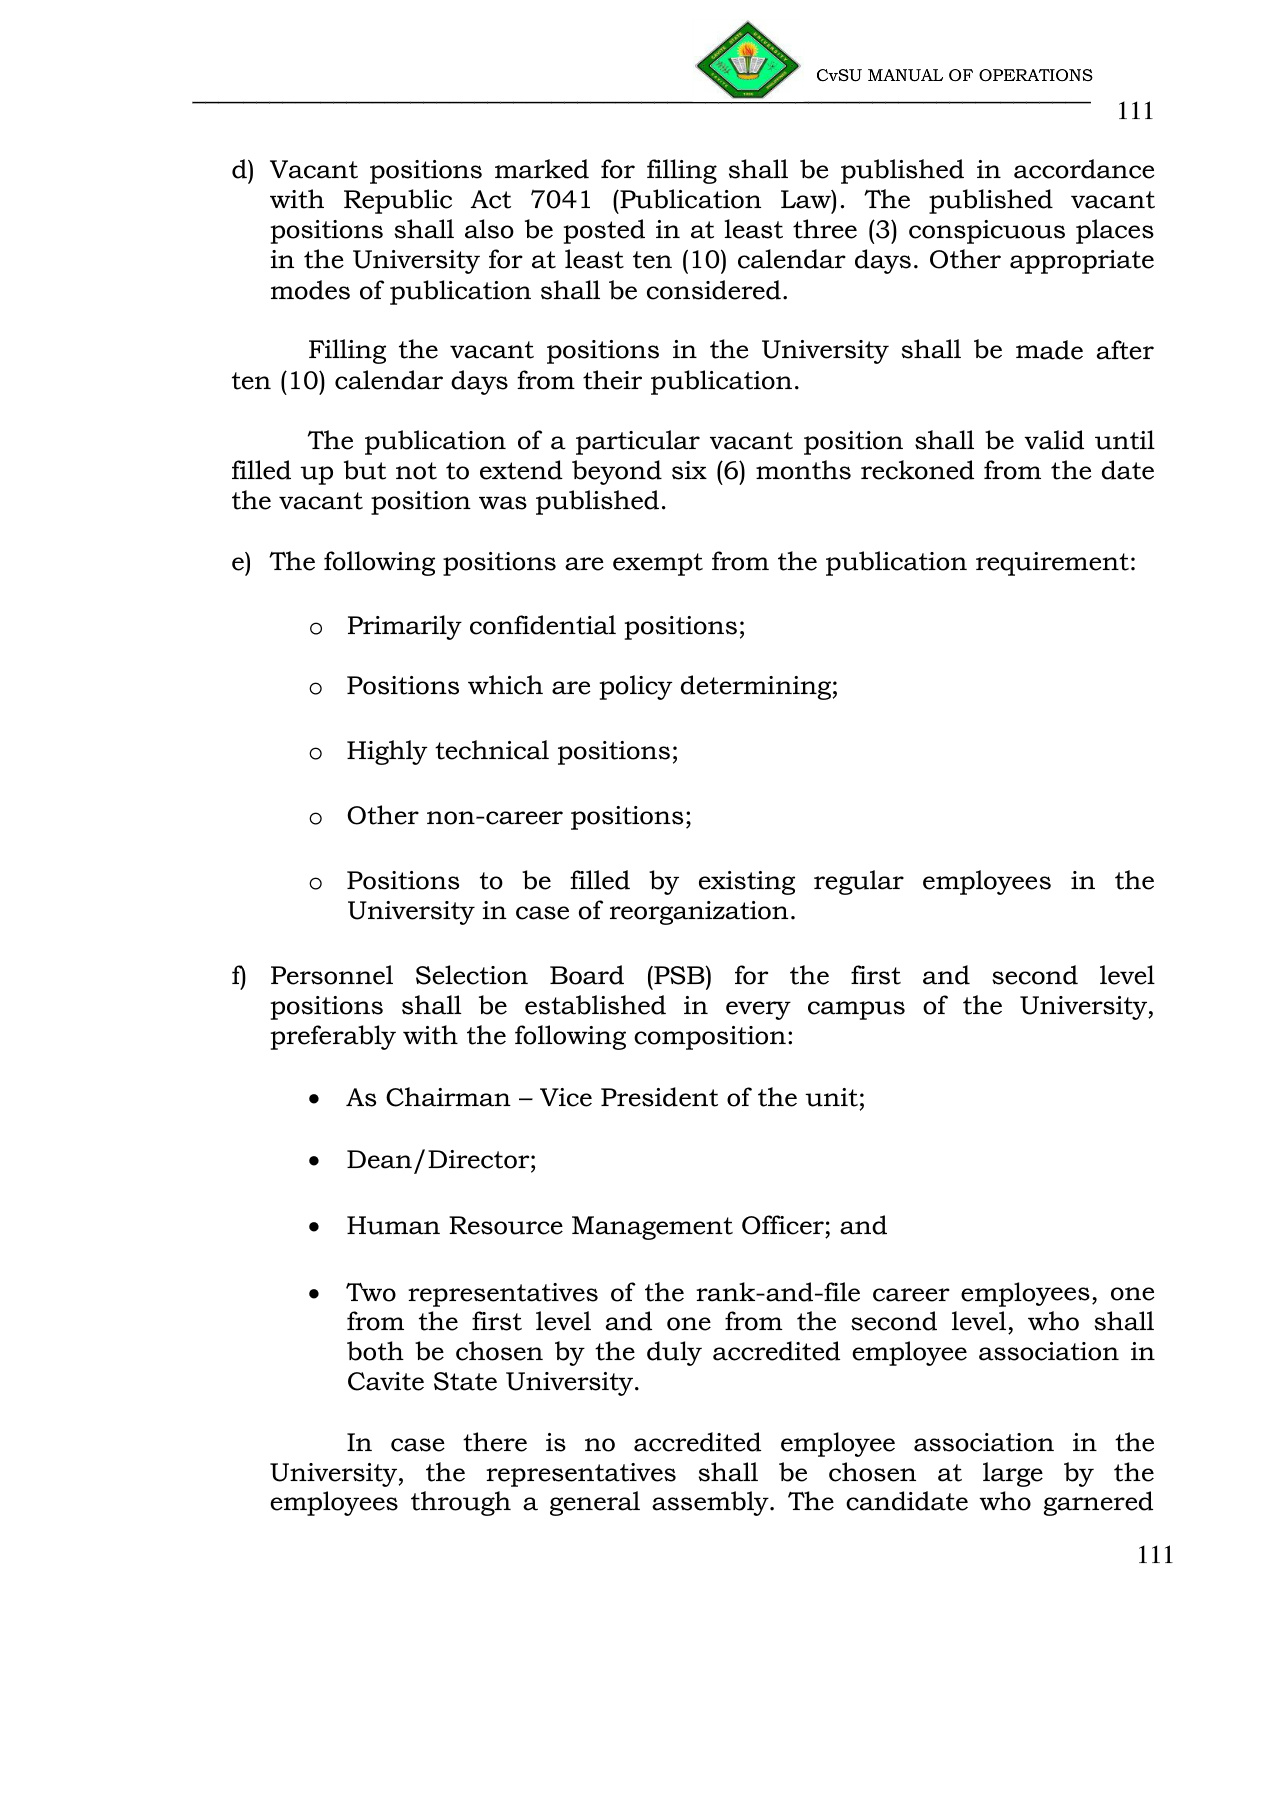 CvSU MANUAL OF OPERATIONS
111
d) Vacant positions marked for filling shall be published in accordance
with Republic Act 7041 (Publication Law). The published vacant
positions shall also be posted in at least three (3) conspicuous places
in the University for at least ten (10) calendar days. Other appropriate
modes of publication shall be considered.
Filling the vacant positions in the University shall be made after
ten (10) calendar days from their publication.
The publication of a particular vacant position shall be valid until
filled up but not to extend beyond six (6) months reckoned from the date
the vacant position was published.
e) The following positions are exempt from the publication requirement:
o Primarily confidential positions;
o Positions which are policy determining;
o Highly technical positions;
o Other non-career positions;
o Positions to be filled by existing regular employees in the
University in case of reorganization.
f) Personnel Selection Board (PSB) for the first and second level
positions shall be established in every campus of the University,
preferably with the following composition:
• As Chairman – Vice President of the unit;
• Dean/Director;
• Human Resource Management Officer; and
• Two representatives of the rank-and-file career employees, one
from the first level and one from the second level, who shall
both be chosen by the duly accredited employee association in
Cavite State University.
In case there is no accredited employee association in the
University, the representatives shall be chosen at large by the
employees through a general assembly. The candidate who garnered
111